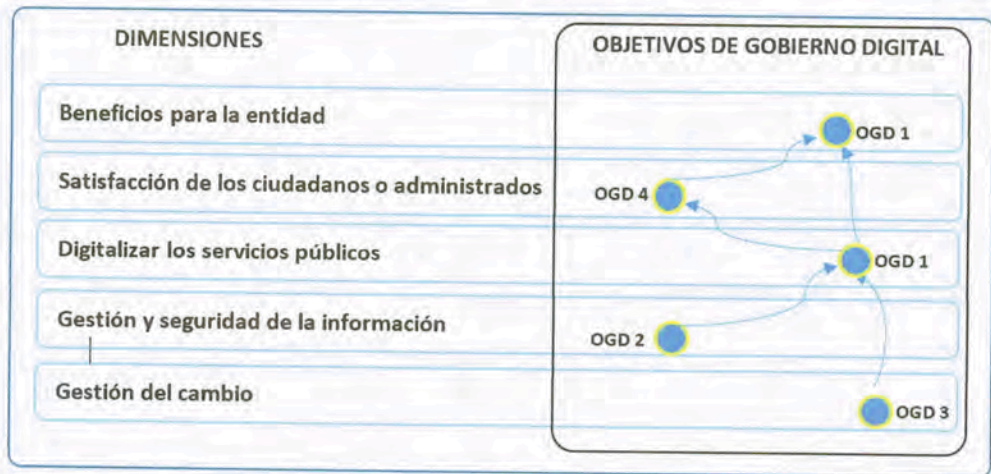 DIMENSIONES
OBJETIVOS DE GOBIERNO DIGITAL
Beneficios para la entidad
OGD 1
Satisfacción de los ciudadanos o administrados
OGD 4
Digitalizar los servicios públicos
OGD 1
Gestión y seguridad de la información
OGD 2
Gestión del cambio
OGD 3